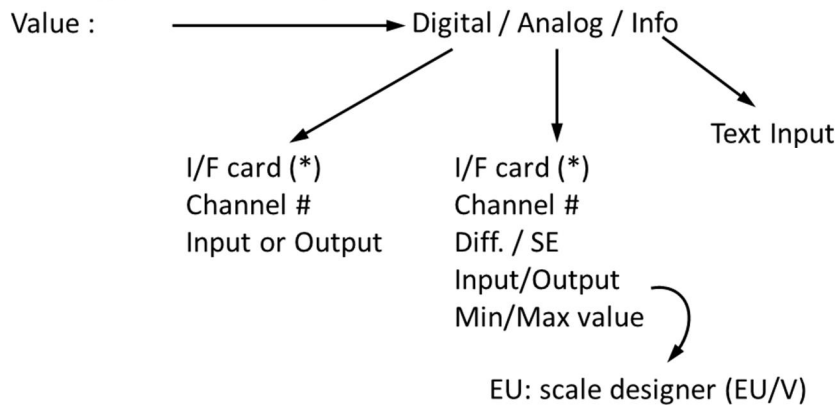 Value : Digital / Analog / Info
Text Input
I/F card (*)
Channel #
Input or Output
I/F card (*)
Channel #
Diff. / SE
Input/Output
Min/Max value
EU: scale designer (EU/V)